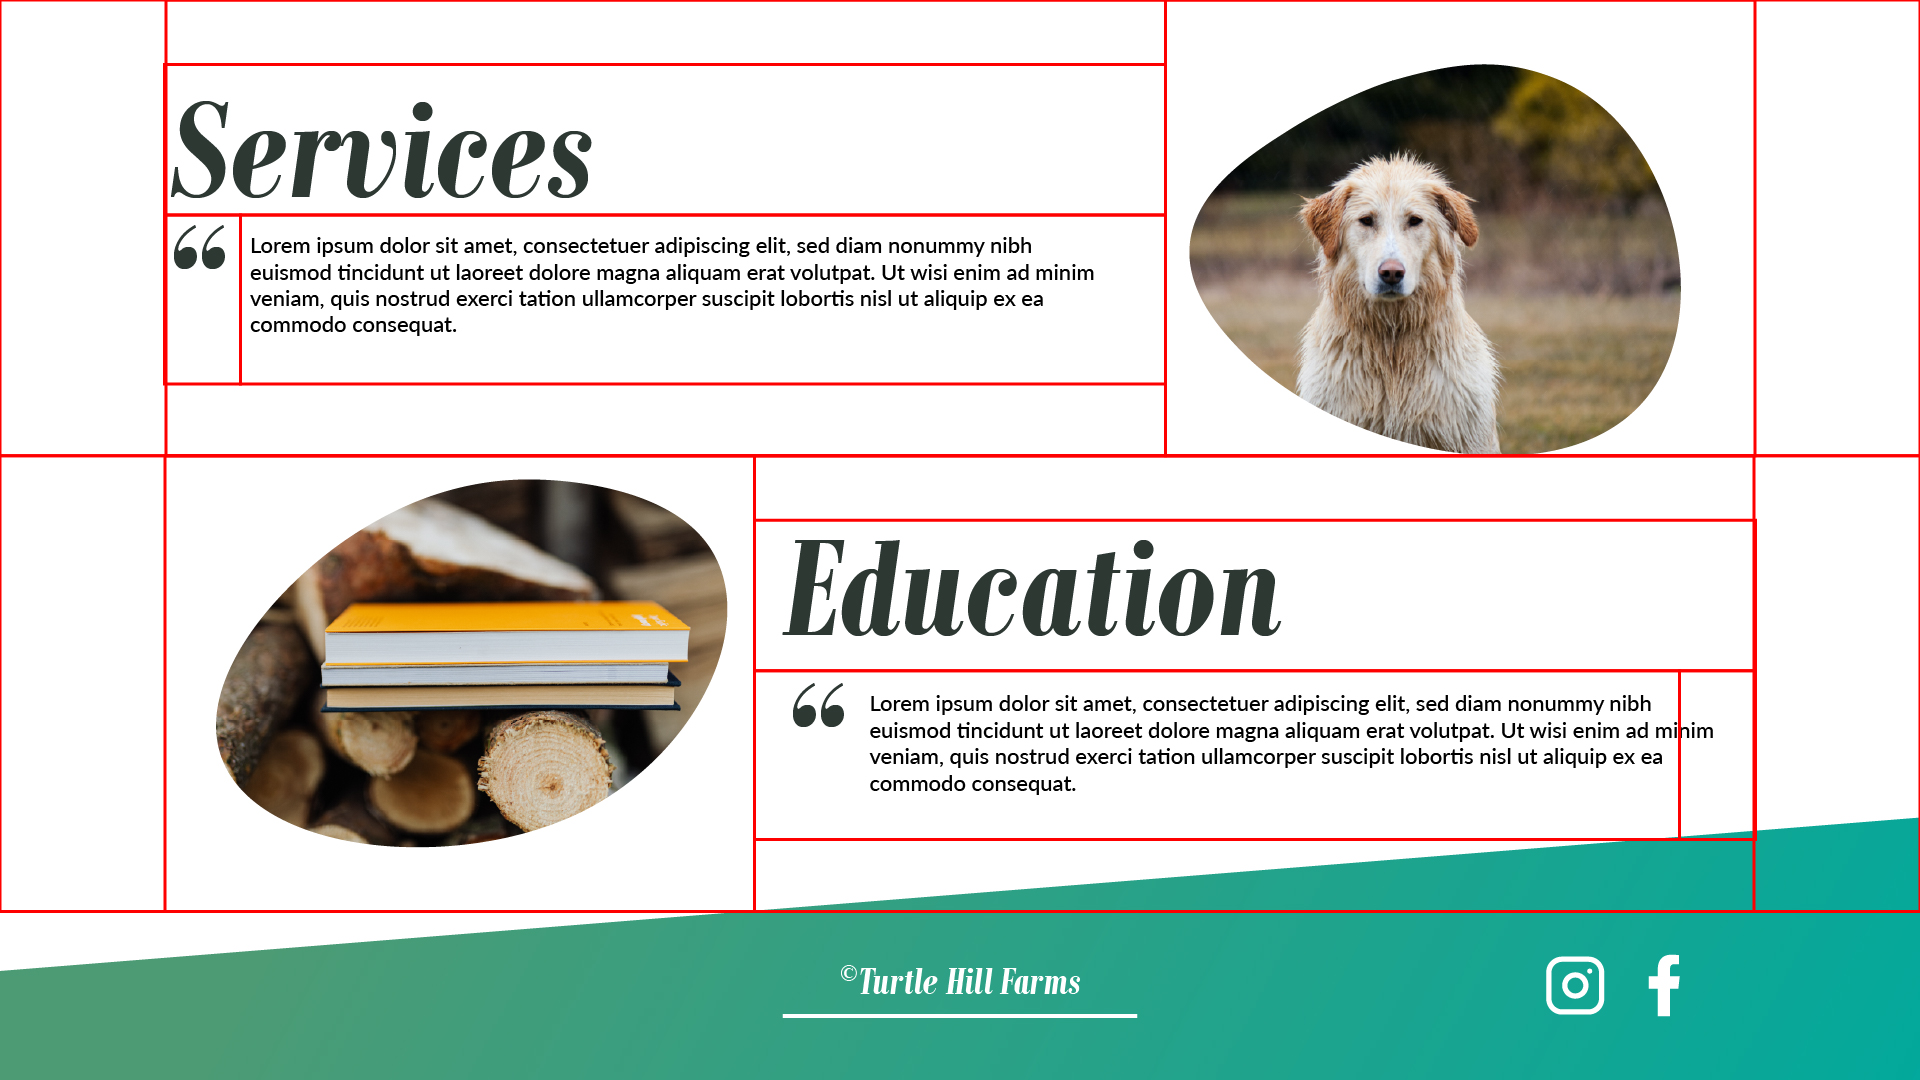 Services
“
Lorem ipsum dolor sit amet, consectetuer adipiscing elit, sed diam nonummy nibh
euismod tincidunt ut laoreet dolore magna aliquam erat volutpat. Ut wisi enim ad minim
veniam, quis nostrud exerci tation ullamcorper suscipit lobortis nisl ut aliquip ex ea
commodo consequat.
Education
“
Lorem ipsum dolor sit amet, consectetuer adipiscing elit, sed diam nonummy nibh
euismod tincidunt ut laoreet dolore magna aliquam erat volutpat. Ut wisi enim ad minim
veniam, quis nostrud exerci tation ullamcorper suscipit lobortis nisl ut aliquip ex ea
commodo consequat.
©Turtle Hill Farms